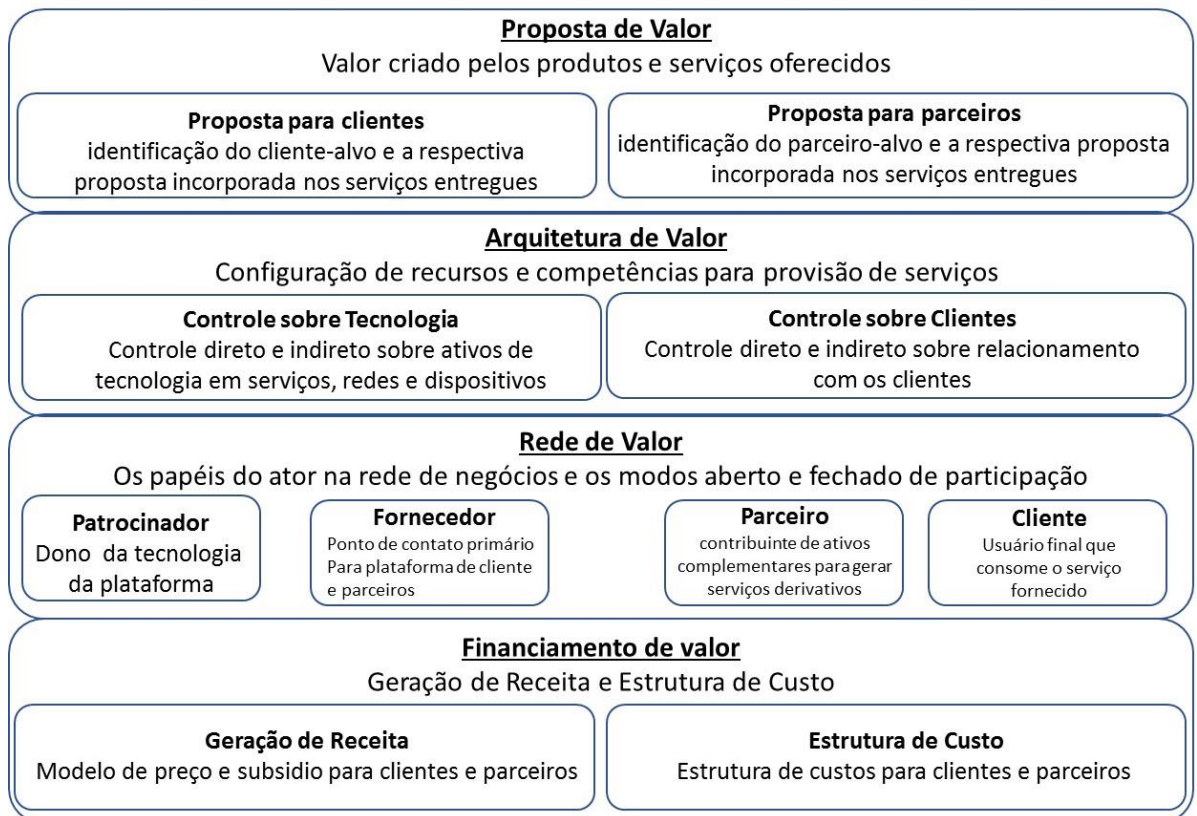 Proposta de Valor
Valor criado pelos produtos e serviços oferecidos
Proposta para clientes
identificação do cliente-alvo e a respectiva
proposta incorporada nos serviços entregues
Proposta para parceiros
identificação do parceiro-alvo e a respectiva proposta
incorporada nos serviços entregues
Arquitetura de Valor
Configuração de recursos e competências para provisão de serviços
Controle sobre Tecnologia
Controle direto e indireto sobre ativos de
tecnologia em serviços, redes e dispositivos
Controle sobre Clientes
Controle direto e indireto sobre relacionamento
com os clientes
Rede de Valor
Os papéis do ator na rede de negócios e os modos aberto e fechado de participação
Patrocinador
Dono da tecnologia
da plataforma
Fornecedor
Ponto de contato primário
Para plataforma de cliente
e parceiros
Parceiro
contribuinte de ativos
complementares para gerar
serviços derivativos
Cliente
Usuário final que
consome o serviço
fornecido
Financiamento de valor
Geração de Receita e Estrutura de Custo
Geração de Receita
Modelo de preço e subsidio para clientes e parceiros
Estrutura de Custo
Estrutura de custos para clientes e parceiros